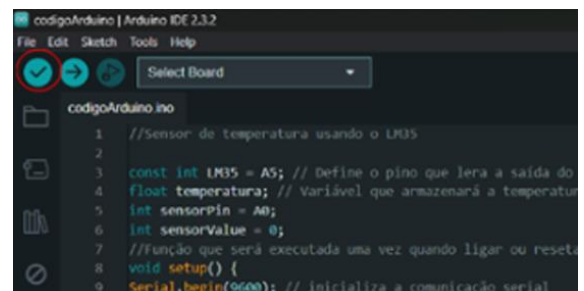 codigoArduino | Arduino IDE 2.3.2
File Edit Sketch Tools Help
Select Board
codigoArduino.ino
1 //Sensor de temperatura usando o LM35
2
3 const int LM35 = A5; // Define o pino que lera a saída do
4 float temperatura; // Variável que armazenará a temperatur
5 int sensorPin = A0;
6 int sensorValue = 0;
7 //Função que será executada uma vez quando ligar ou reseta
8 void setup() {
9 Serial.begin(9600); // inicializa a comunicação serial